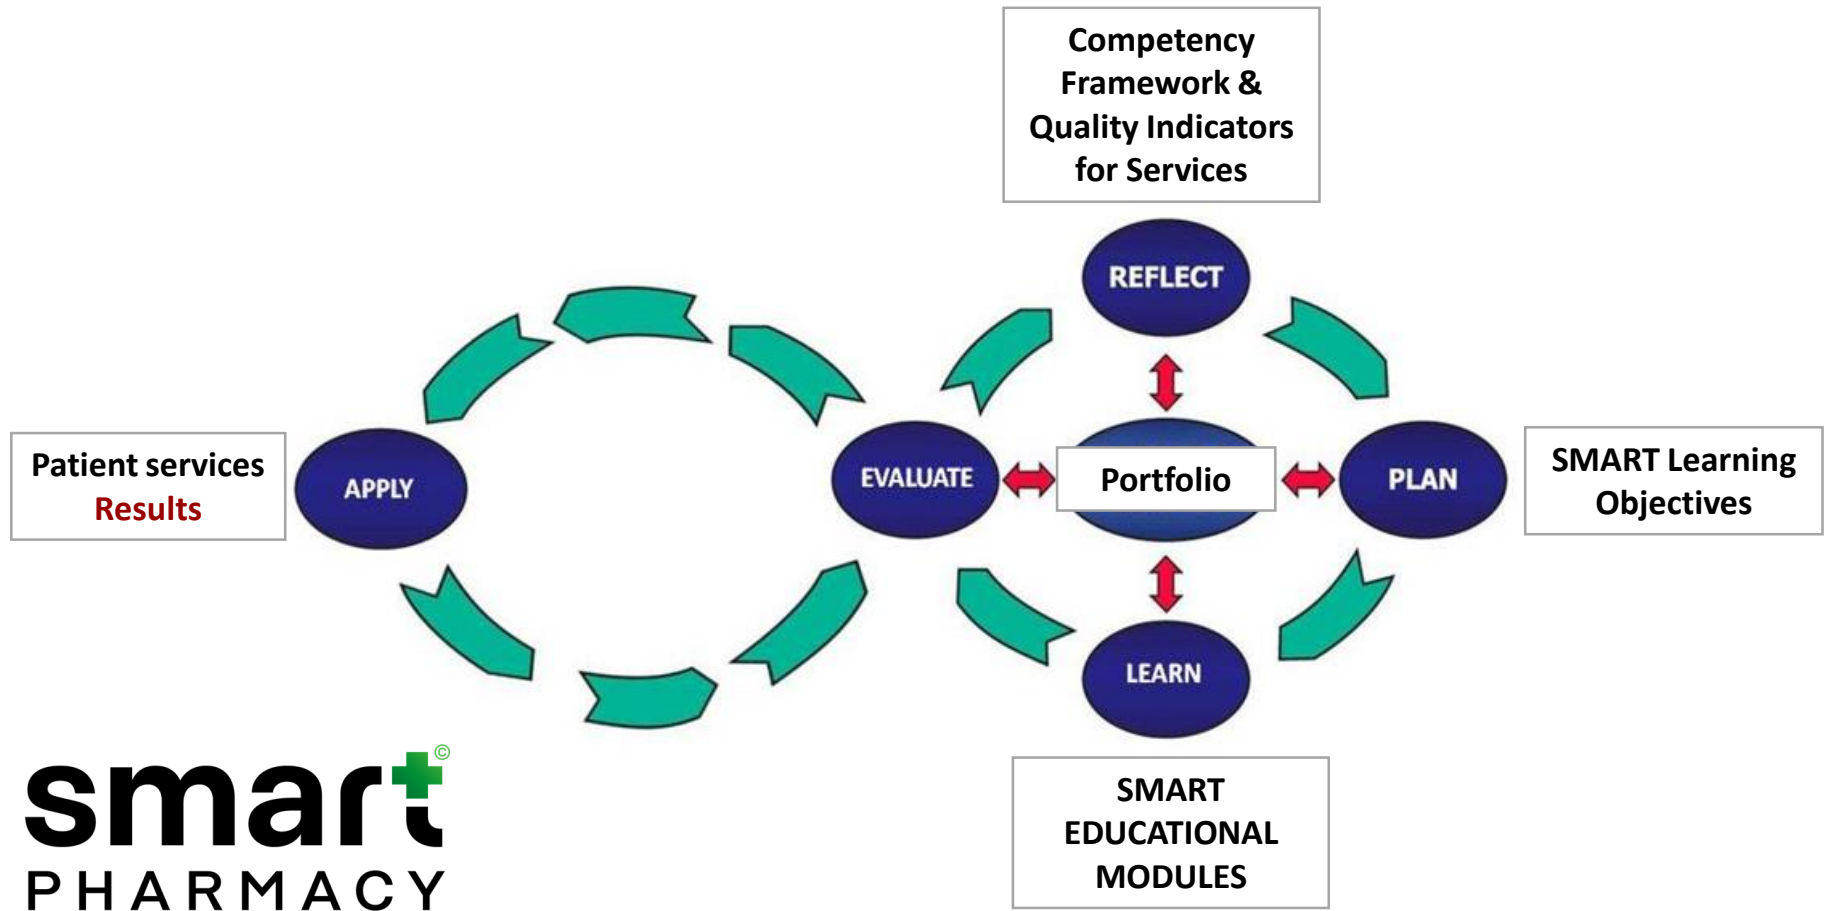 Competency
Framework &
Quality Indicators
for Services
REFLECT
Patient services
Results
APPLY
EVALUATE
Portfolio
PLAN
SMART Learning
Objectives
LEARN
SMART
EDUCATIONAL
MODULES
smart©
PHARMACY